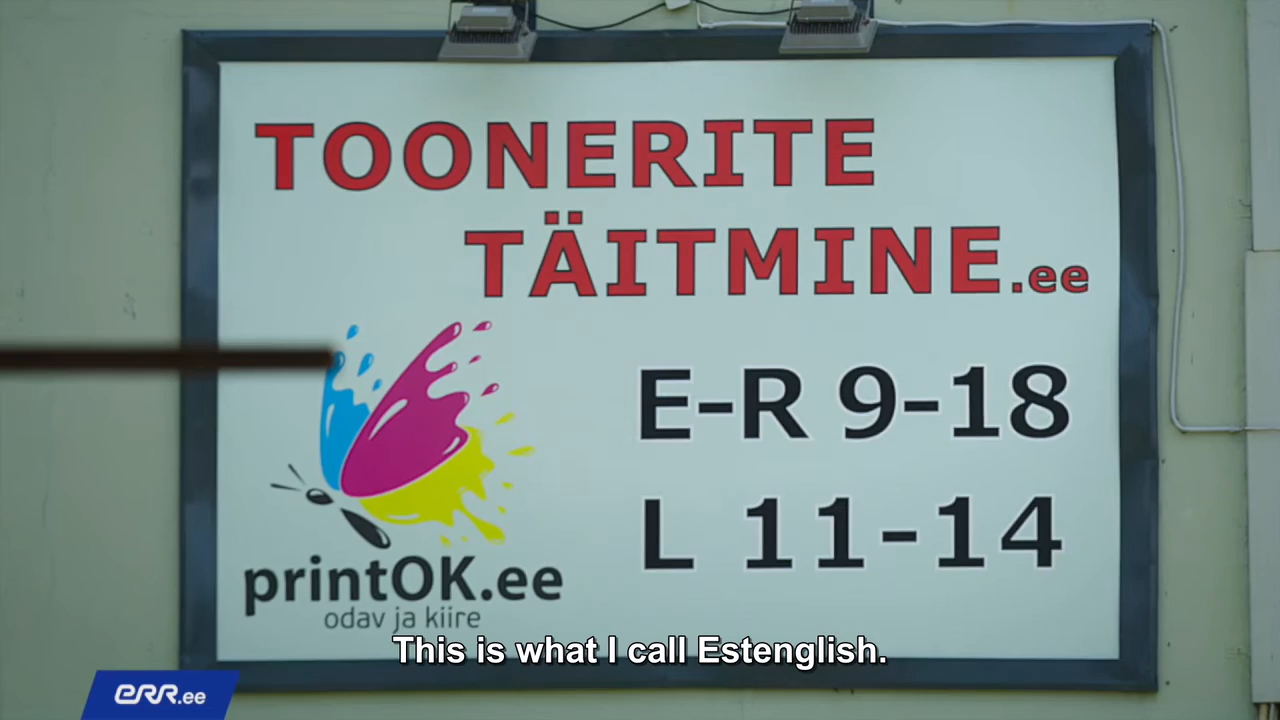 TOONERITE
TÄITMINE.ee
E-R 9-18
L 11-14
printOK.ee
odav ja kiire
This is what I call Estenglish.
err.ee